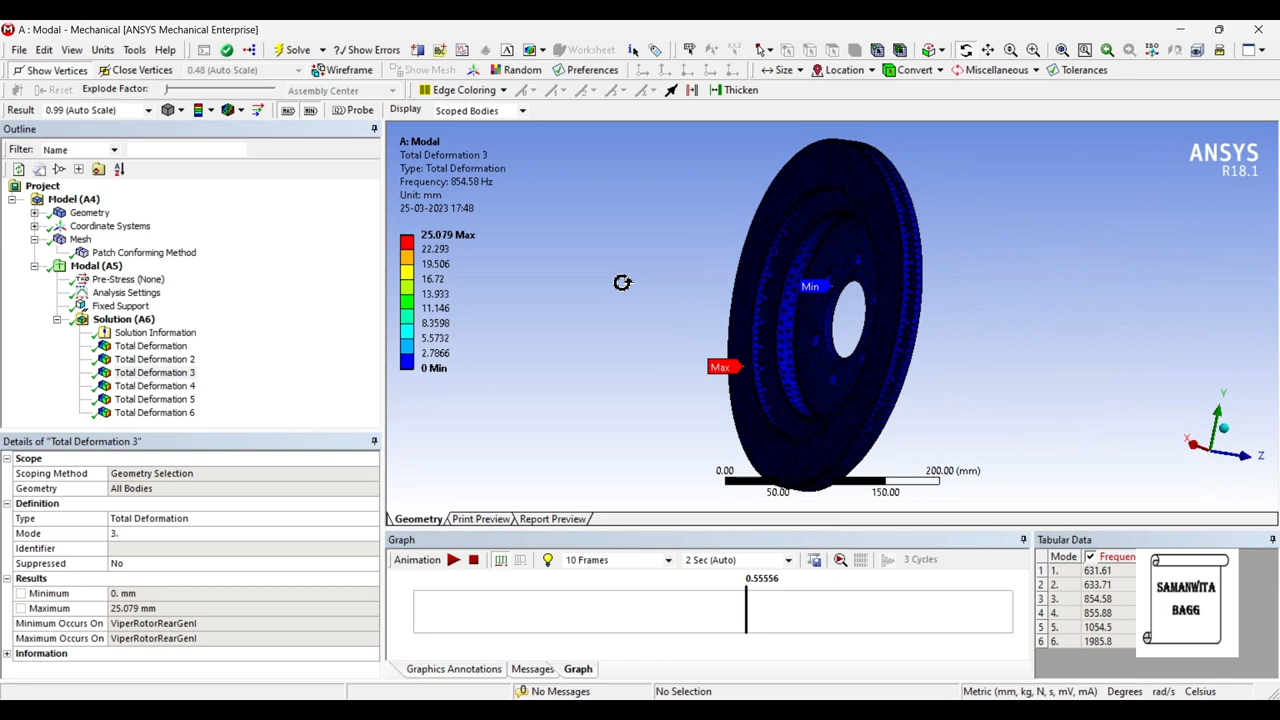 A : Modal - Mechanical [ANSYS Mechanical Enterprise]
File Edit View Units Tools Help Solve ?/ Show Errors Worksheet
Show Vertices Close Vertices 0.48 (Auto Scale) Wireframe Show Mesh Random Preferences Size Location Convert Miscellaneous Tolerances
Reset Explode Factor: Assembly Center Edge Coloring Thicken
Result 0.99 (Auto Scale) MAX MIN Probe Display Scoped Bodies
Outline
Filter: Name
Project
Model (A4)
Geometry
Coordinate Systems
Mesh
Patch Conforming Method
Modal (A5)
Pre-Stress (None)
Analysis Settings
Fixed Support
Solution (A6)
Solution Information
Total Deformation
Total Deformation 2
Total Deformation 3
Total Deformation 4
Total Deformation 5
Total Deformation 6
Details of "Total Deformation 3"
Scope
Scoping Method Geometry Selection
Geometry All Bodies
Definition
Type Total Deformation
Mode 3.
Identifier
Suppressed No
Results
Minimum 0. mm
Maximum 25.079 mm
Minimum Occurs On ViperRotorRearGenI
Maximum Occurs On ViperRotorRearGenI
Information
A: Modal
Total Deformation 3
Type: Total Deformation
Frequency: 854.58 Hz
Unit: mm
25-03-2023 17:48
25.079 Max
22.293
19.506
16.72
13.933
11.146
8.3598
5.5732
2.7866
0 Min
ANSYS
R18.1
Min
Max
0.00 200.00 (mm)
50.00 150.00
Y
X
Z
Geometry Print Preview Report Preview
Graph
Animation 10 Frames 2 Sec (Auto) 3 Cycles
0.55556
Graphics Annotations Messages Graph
Tabular Data
Mode Frequen
1 1. 631.61
2 2. 633.71
3 3. 854.58
4 4. 855.88
5 5. 1054.5
6 6. 1985.8
SAMANWITA
BAGG
No Messages No Selection Metric (mm, kg, N, s, mV, mA) Degrees rad/s Celsius